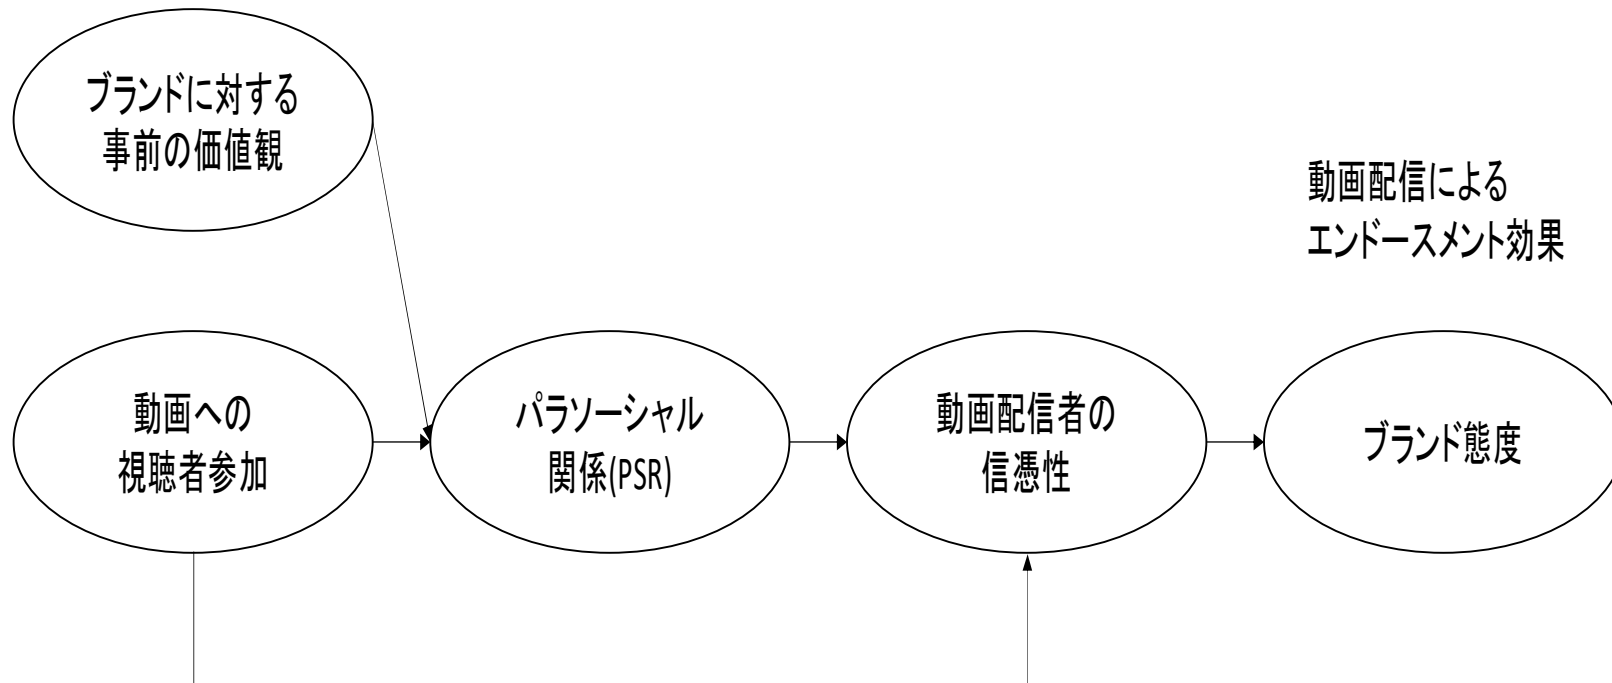 ブランドに対する
事前の価値観
動画配信による
エンドースメント効果
動画への
視聴者参加
パラソーシャル
関係(PSR)
動画配信者の
信憑性
ブランド態度